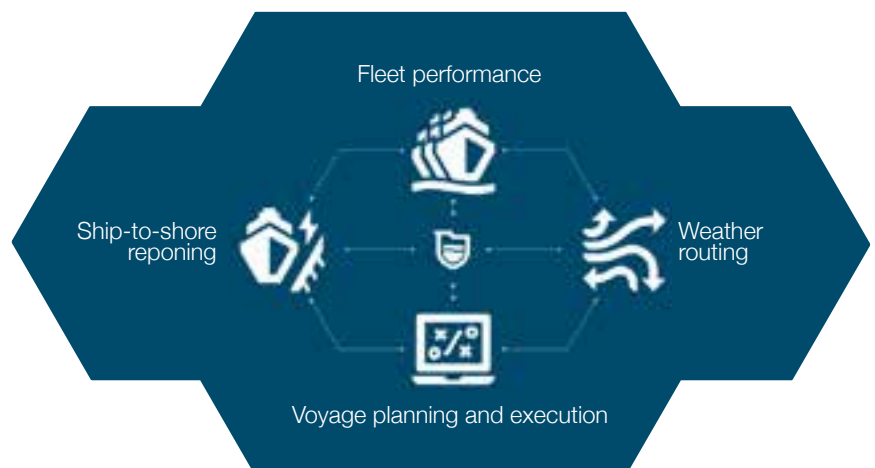 Fleet performance
Ship-to-shore
reponing
Weather
routing
Voyage planning and execution